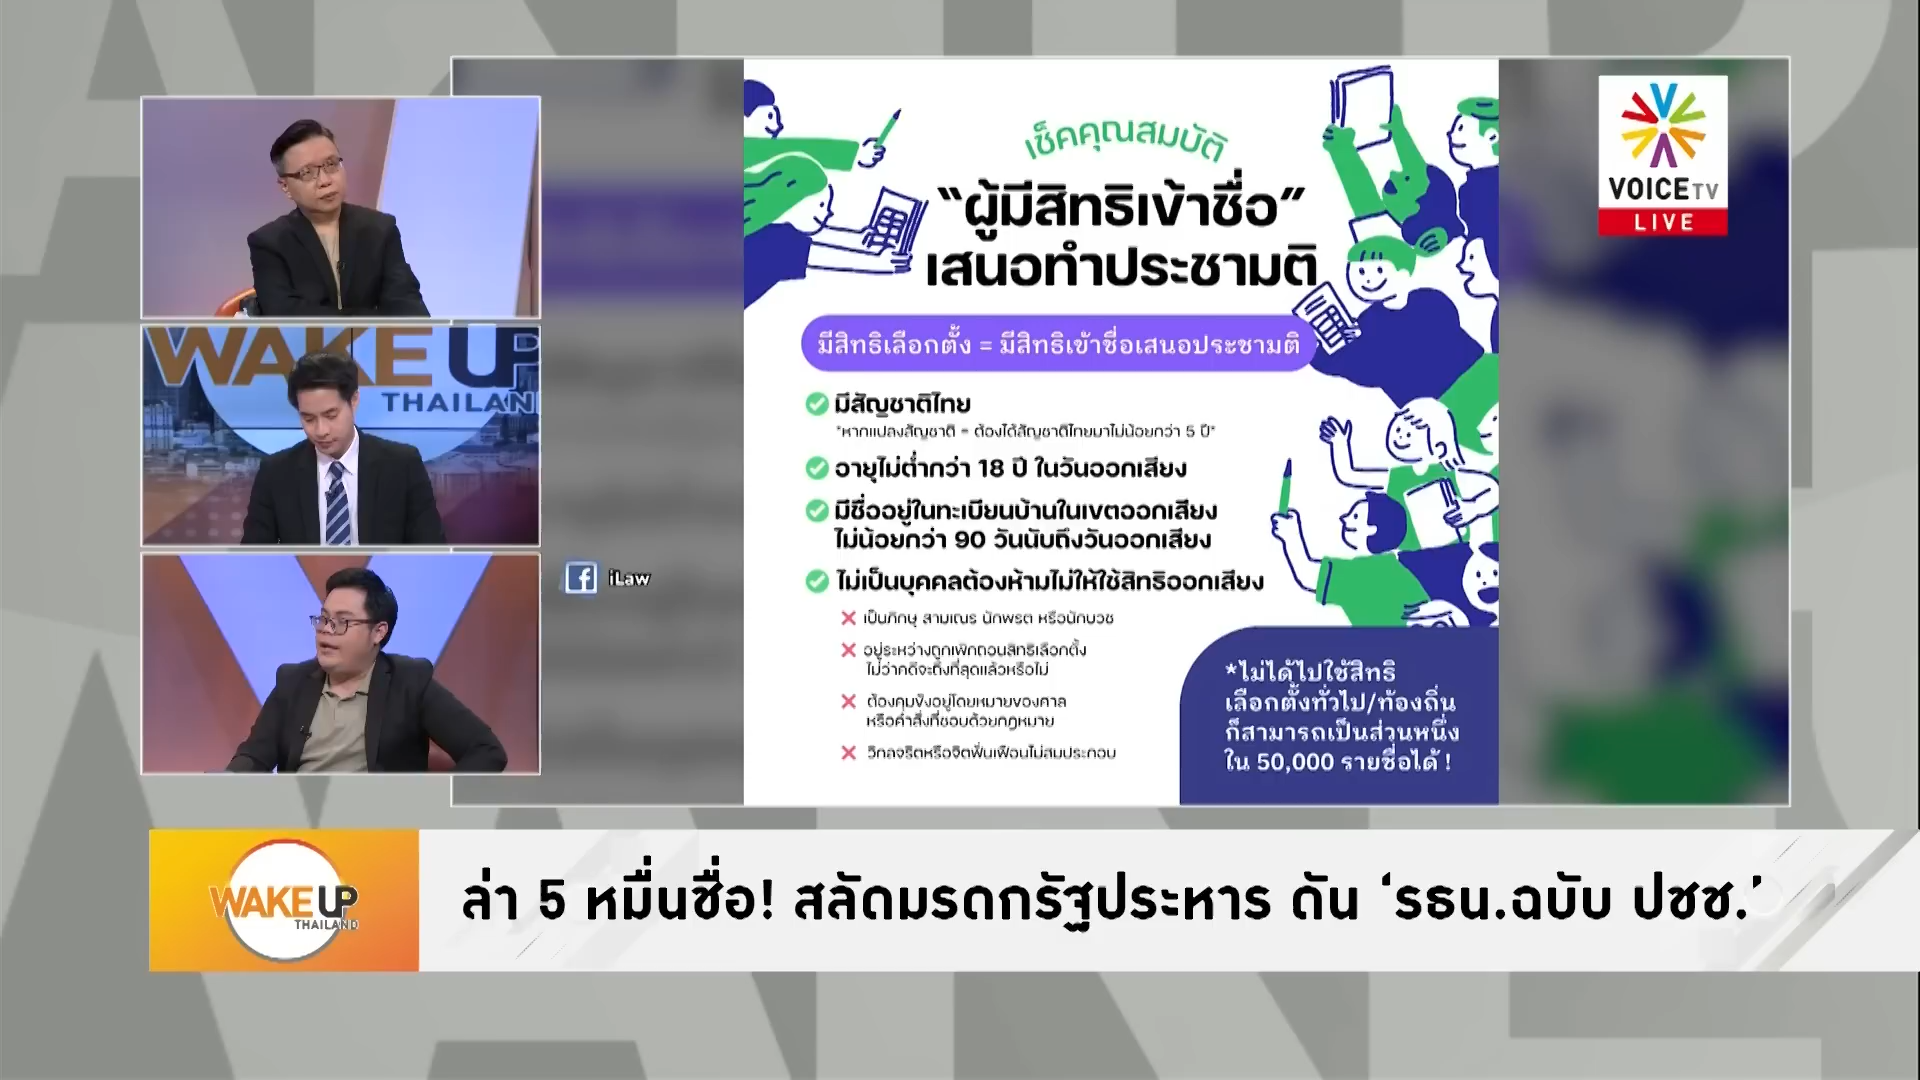 เช็คคุณสมบัติ
“ผู้มีสิทธิเข้าชื่อ”
เสนอทำประชามติ
มีสิทธิเลือกตั้ง = มีสิทธิเข้าชื่อเสนอประชามติ
มีสัญชาติไทย
*หากแปลงสัญชาติ = ต้องได้สัญชาติไทยมาไม่น้อยกว่า 5 ปี*
อายุไม่ต่ำกว่า 18 ปี ในวันออกเสียง
มีชื่ออยู่ในทะเบียนบ้านในเขตออกเสียง
ไม่น้อยกว่า 90 วันนับถึงวันออกเสียง
ไม่เป็นบุคคลต้องห้ามไม่ให้ใช้สิทธิออกเสียง
เป็นภิกษุ สามเณร นักพรต หรือนักบวช
อยู่ระหว่างถูกเพิกถอนสิทธิเลือกตั้ง
ไม่ว่าคดีจะถึงที่สุดแล้วหรือไม่
ต้องคุมขังอยู่โดยหมายของศาล
หรือคำสั่งที่ชอบด้วยกฎหมาย
วิกลจริตหรือจิตฟั่นเฟือนไม่สมประกอบ
*ไม่ได้ไปใช้สิทธิ
เลือกตั้งทั่วไป/ท้องถิ่น
ก็สามารถเป็นส่วนหนึ่ง
ใน 50,000 รายชื่อได้ !
VOICE TV
LIVE
WAKE UP
THAILAND
iLaw
WAKE UP
THAILAND
ล่า 5 หมื่นชื่อ! สลัดมรดกรัฐประหาร ดัน ‘รธน.ฉบับ ปชช.’